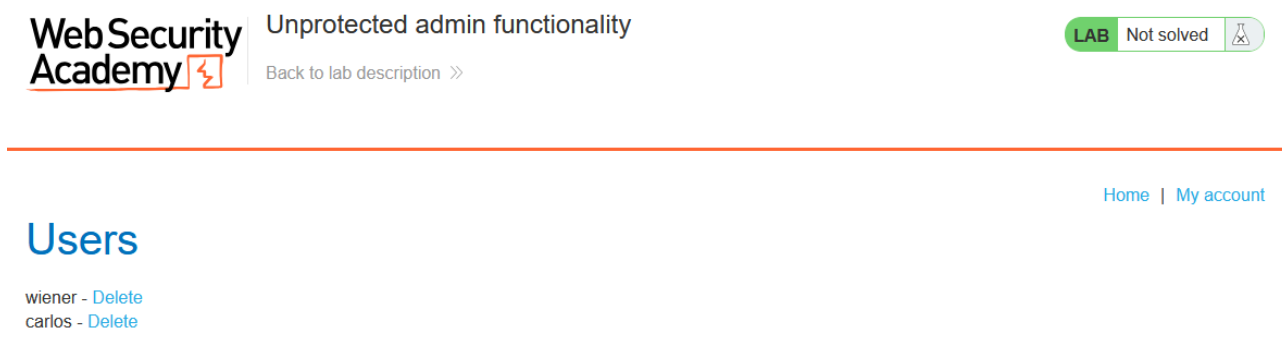 Web Security
Academy
Unprotected admin functionality
Back to lab description »
LAB Not solved
Home | My account
Users
wiener - Delete
carlos - Delete